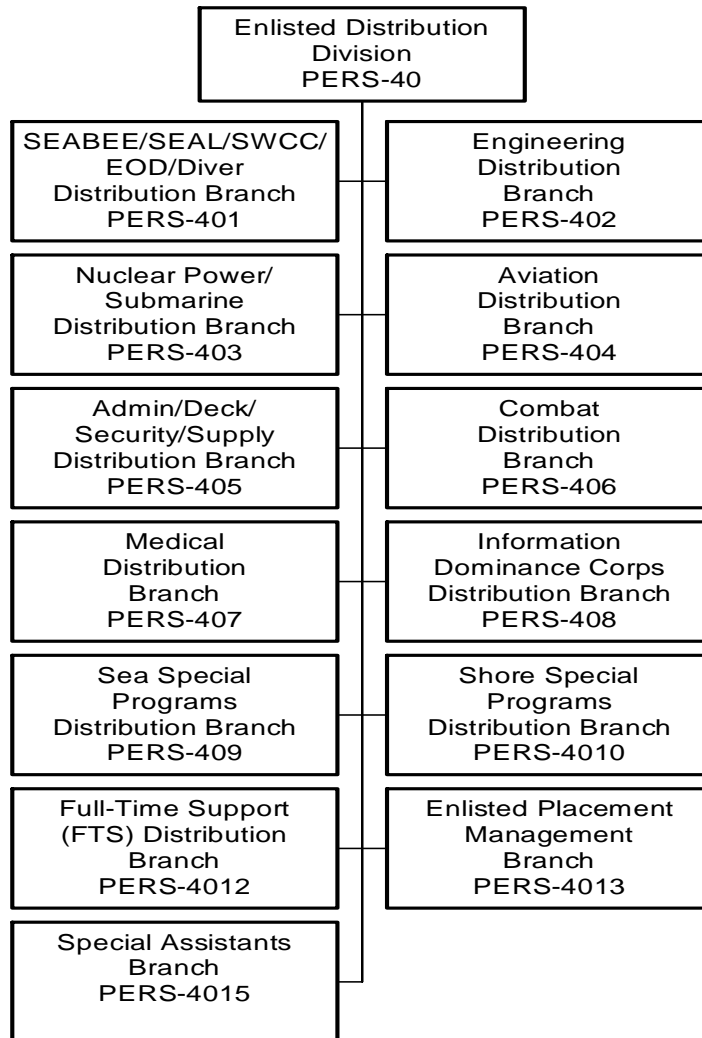 Enlisted Distribution
Division
PERS-40
SEABEE/SEAL/SWCC/
EOD/Diver
Distribution Branch
PERS-401
Engineering
Distribution
Branch
PERS-402
Nuclear Power/
Submarine
Distribution Branch
PERS-403
Aviation
Distribution
Branch
PERS-404
Admin/Deck/
Security/Supply
Distribution Branch
PERS-405
Combat
Distribution
Branch
PERS-406
Medical
Distribution
Branch
PERS-407
Information
Dominance Corps
Distribution Branch
PERS-408
Sea Special
Programs
Distribution Branch
PERS-409
Shore Special
Programs
Distribution Branch
PERS-4010
Full-Time Support
(FTS) Distribution
Branch
PERS-4012
Enlisted Placement
Management
Branch
PERS-4013
Special Assistants
Branch
PERS-4015